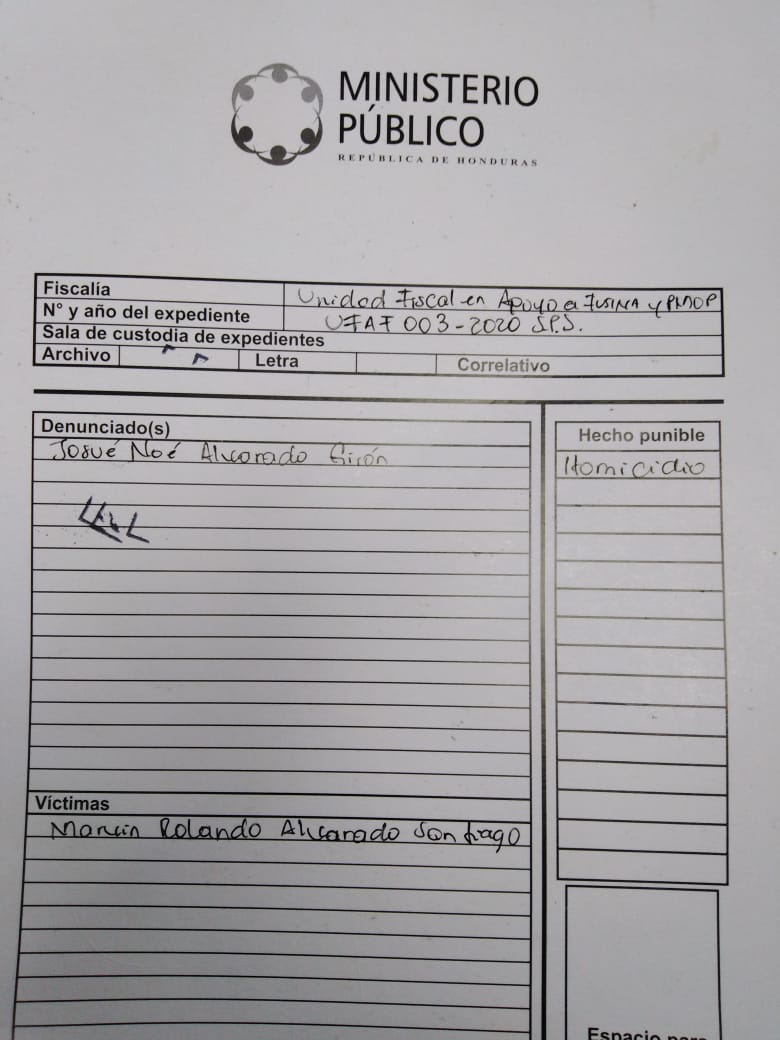 MINISTERIO
PÚBLICO
REPÚBLICA DE HONDURAS
Fiscalía Unidad Fiscal en Apoyo a FUSINA y PMOP
N° y año del expediente UFAF 003-2020 S.P.S.
Sala de custodia de expedientes
Archivo Letra Correlativo
Denunciado(s)
Josué Noé Alvarado Girón
Hecho punible
Homicidio
Víctimas
Rolando Alvarado Santiago
Espacio para